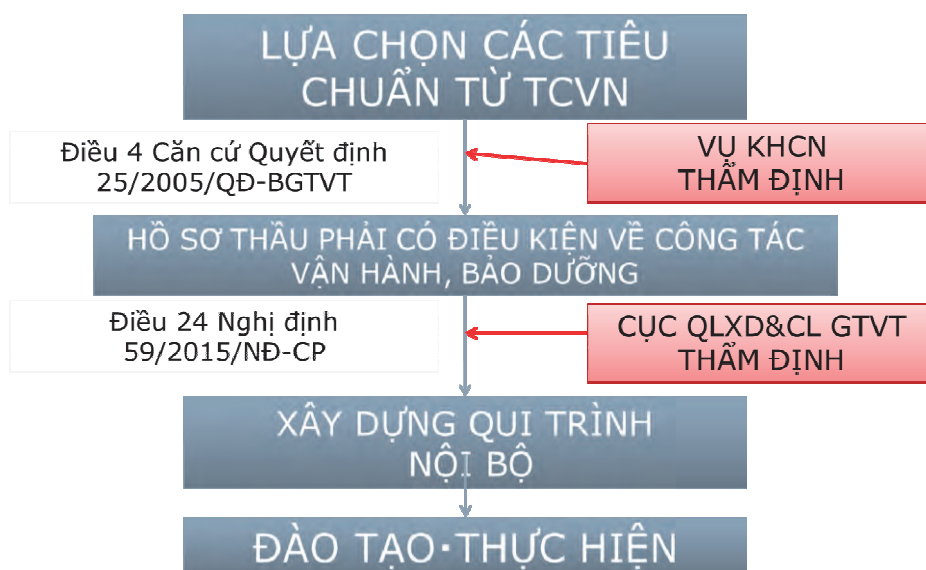 LỰA CHỌN CÁC TIÊU
CHUẨN TỪ TCVN
Điều 4 Căn cứ Quyết định
25/2005/QĐ-BGTVT
VỤ KHCN
THẨM ĐỊNH
HỒ SƠ THẦU PHẢI CÓ ĐIỀU KIỆN VỀ CÔNG TÁC
VẬN HÀNH, BẢO DƯỠNG
Điều 24 Nghị định
59/2015/NĐ-CP
CỤC QLXD&CL GTVT
THẨM ĐỊNH
XÂY DỰNG QUI TRÌNH
NỘI BỘ
ĐÀO TẠO·THỰC HIỆN